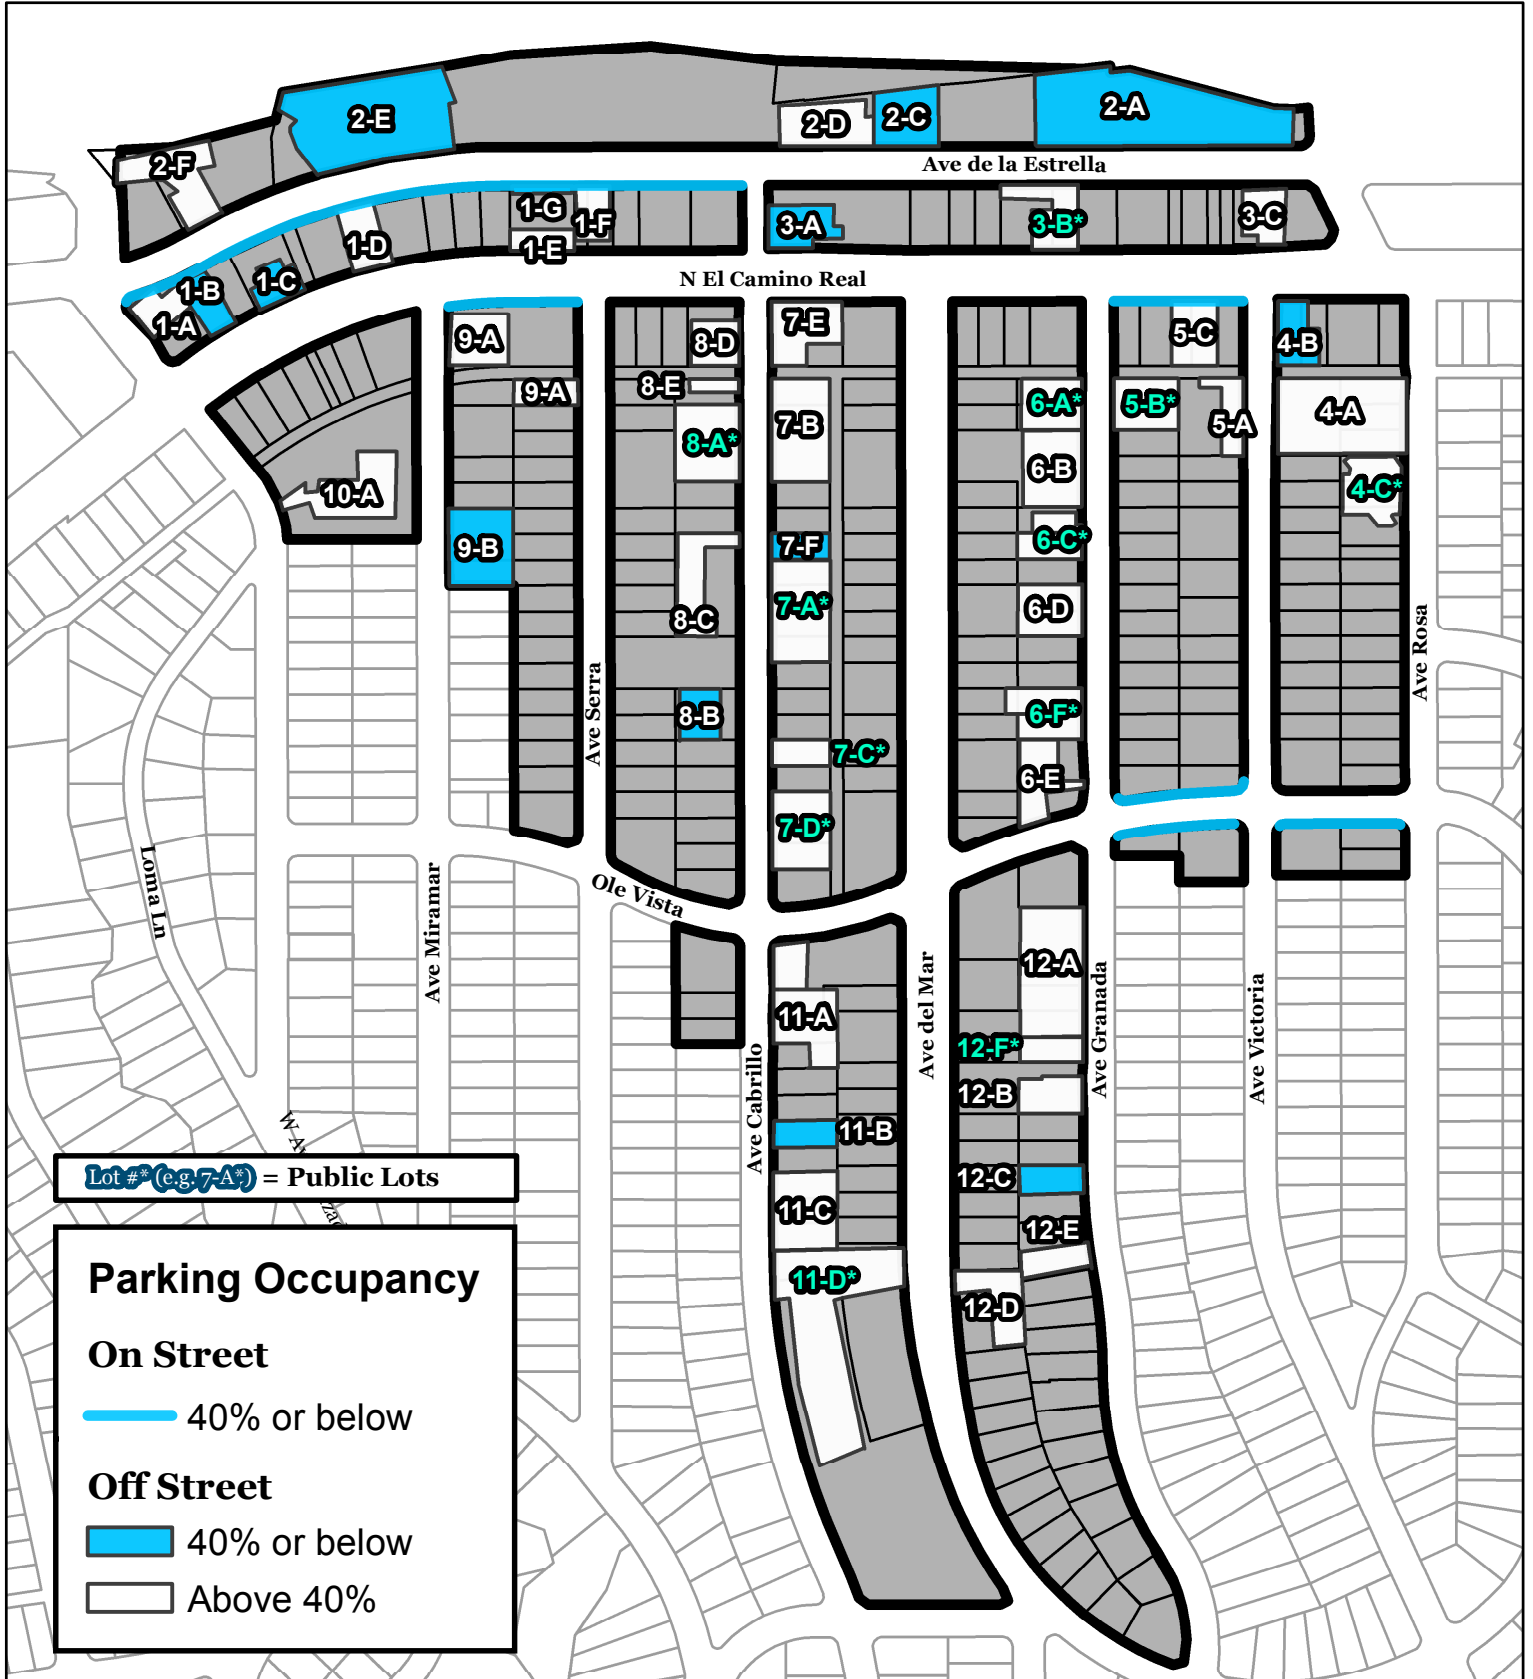 2-E
2-A
2-D
2-C
2-F
Ave de la Estrella
1-G
1-F
1-E
1-D
3-A
3-B*
3-C
1-C
1-B
1-A
N El Camino Real
9-A
8-D
7-E
5-C
4-B
9-A
8-E
8-A*
7-B
6-A*
6-B
5-B*
5-A
4-A
4-C*
10-A
9-B
7-F
6-C*
8-C
7-A*
6-D
Ave Rosa
Ave Serra
8-B
7-C*
6-F*
6-E
7-D*
Loma Ln
Ave Miramar
Ole Vista
12-A
11-A
Ave del Mar
12-F*
Ave Granada
Ave Victoria
12-B
Ave Cabrillo
11-B
12-C
11-C
12-E
11-D*
12-D
W Av
Lot #* (e.g. 7-A*) = Public Lots
Parking Occupancy
On Street
40% or below
Off Street
40% or below
Above 40%